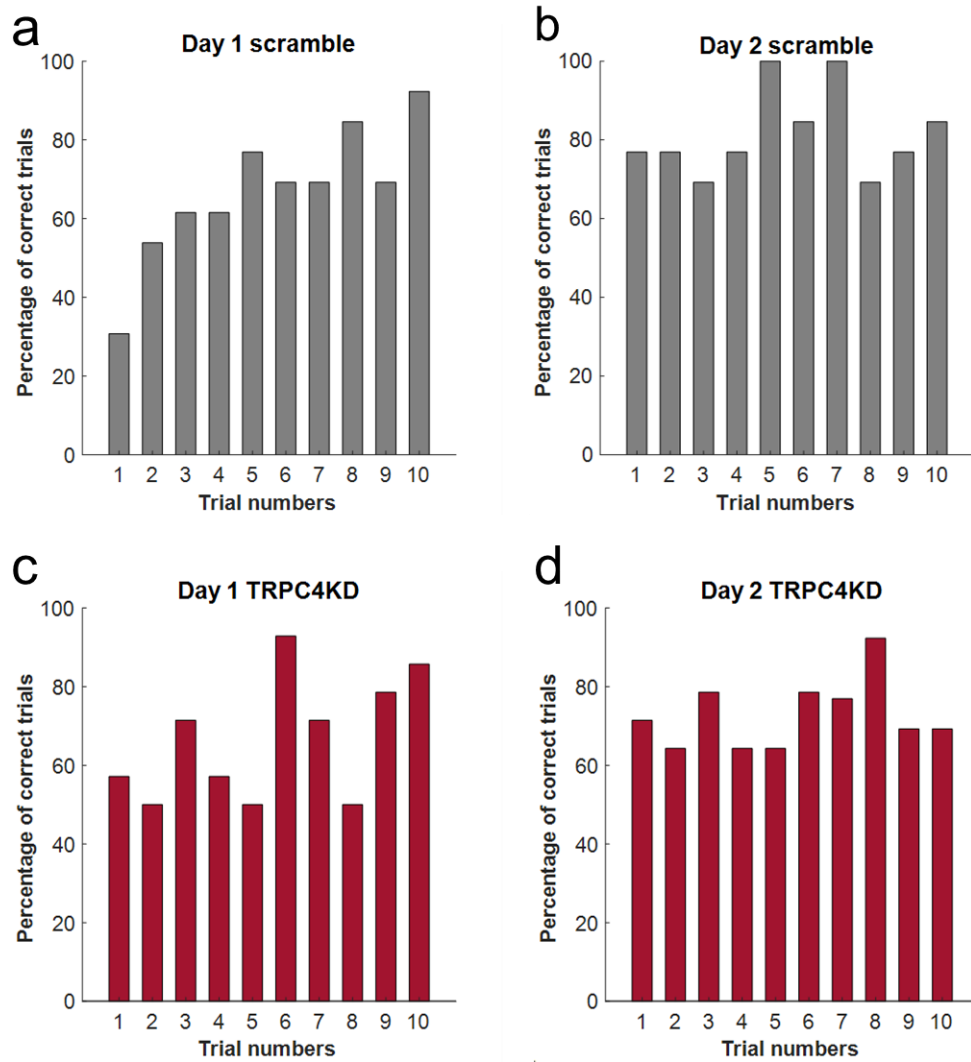 a
Day 1 scramble
100
80
60
40
20
0
Percentage of correct trials
1 2 3 4 5 6 7 8 9 10
Trial numbers
b
Day 2 scramble
100
80
60
40
20
0
Percentage of correct trials
1 2 3 4 5 6 7 8 9 10
Trial numbers
c
Day 1 TRPC4KD
100
80
60
40
20
0
Percentage of correct trials
1 2 3 4 5 6 7 8 9 10
Trial numbers
d
Day 2 TRPC4KD
100
80
60
40
20
0
Percentage of correct trials
1 2 3 4 5 6 7 8 9 10
Trial numbers